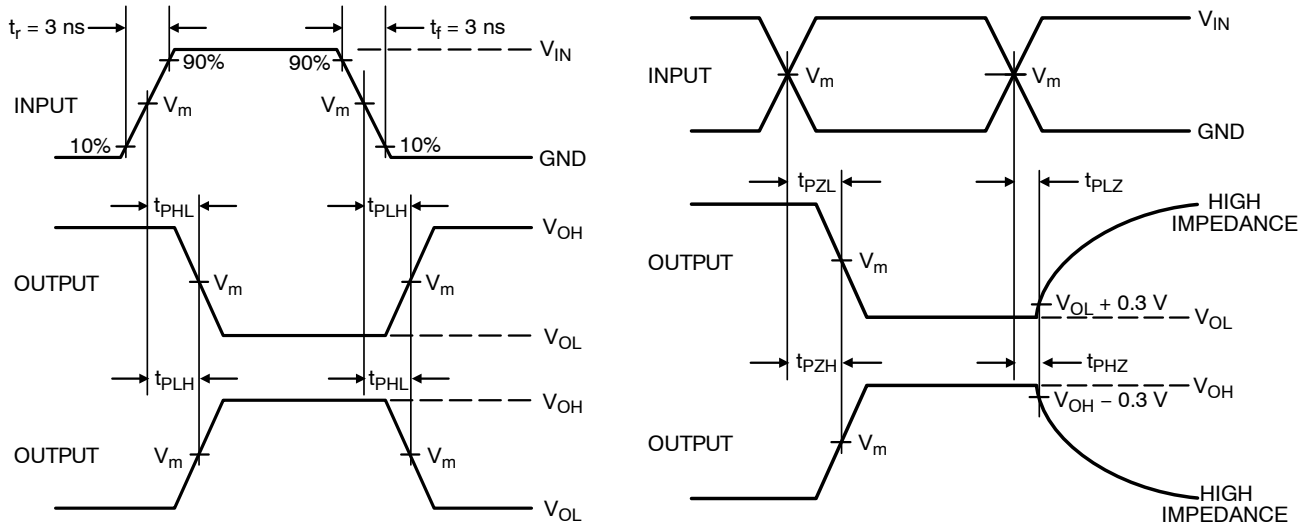 t_r = 3 ns
t_f = 3 ns
V_IN
90%
90%
INPUT
V_m
V_m
10%
10%
GND
t_PHL
t_PLH
V_OH
OUTPUT
V_m
V_m
V_OL
t_PLH
t_PHL
V_OH
OUTPUT
V_m
V_m
V_OL
V_IN
INPUT
V_m
V_m
GND
t_PZL
t_PLZ
HIGH
IMPEDANCE
OUTPUT
V_m
V_OL + 0.3 V
V_OL
t_PZH
t_PHZ
V_OH
V_OH − 0.3 V
OUTPUT
V_m
HIGH
IMPEDANCE